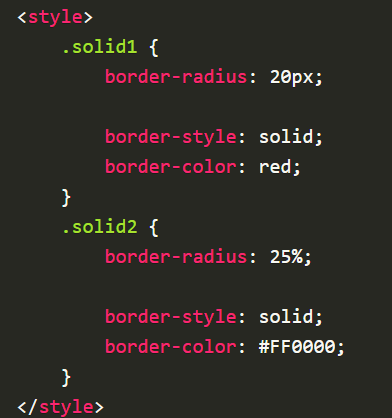 <style>
    .solid1 {
        border-radius: 20px;

        border-style: solid;
        border-color: red;
    }
    .solid2 {
        border-radius: 25%;

        border-style: solid;
        border-color: #FF0000;
    }
</style>